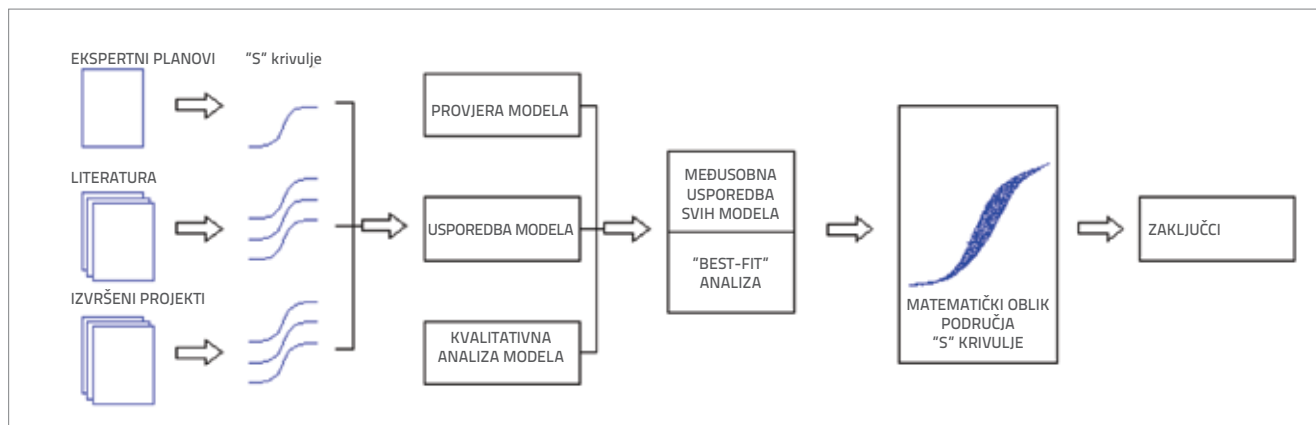 EKSPERTNI PLANOVI
"S" krivulje
LITERATURA
IZVRŠENI PROJEKTI
PROVJERA MODELA
USPOREDBA MODELA
KVALITATIVNA
ANALIZA MODELA
MEĐUSOBNA
USPOREDBA
SVIH MODELA
"BEST-FIT"
ANALIZA
MATEMATIČKI OBLIK
PODRUČJA
"S" KRIVULJE
ZAKLJUČCI